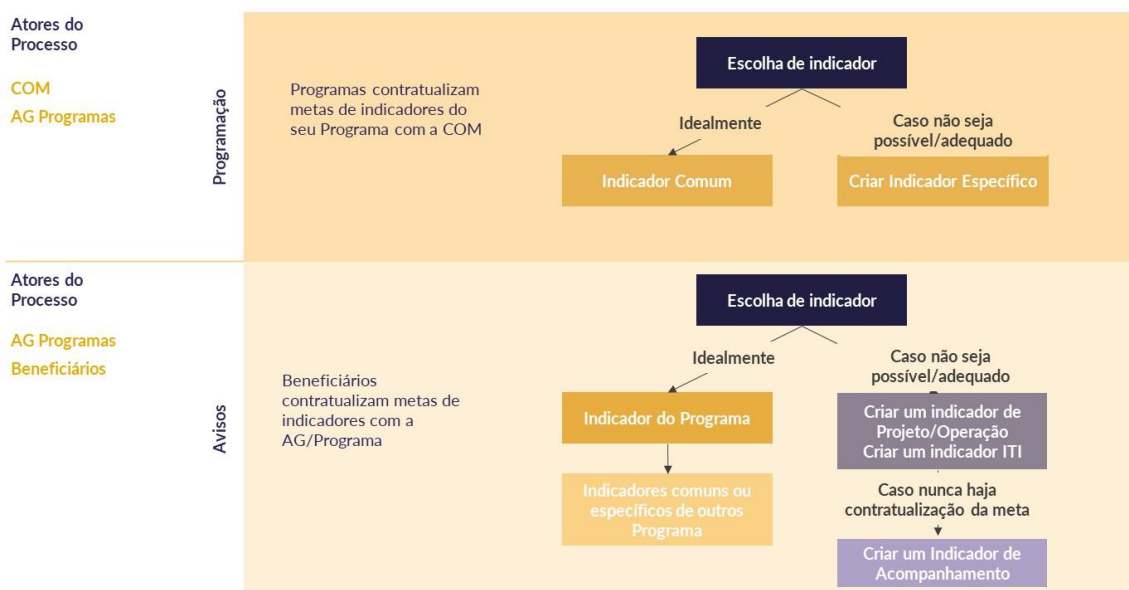 Atores do
Processo
COM
AG Programas
Programação
Programas contratualizam
metas de indicadores do
seu Programa com a COM
Escolha de indicador
Idealmente
Caso não seja
possível/adequado
Indicador Comum
Criar Indicador Específico
Atores do
Processo
AG Programas
Beneficiários
Avisos
Beneficiários
contratualizam metas de
indicadores com a
AG/Programa
Escolha de indicador
Idealmente
Caso não seja
possível/adequado
Indicador do Programa
Criar um indicador de
Projeto/Operação
Criar um indicador ITI
Indicadores comuns ou
específicos de outros
Programa
Caso nunca haja
contratualização da meta
Criar um Indicador de
Acompanhamento